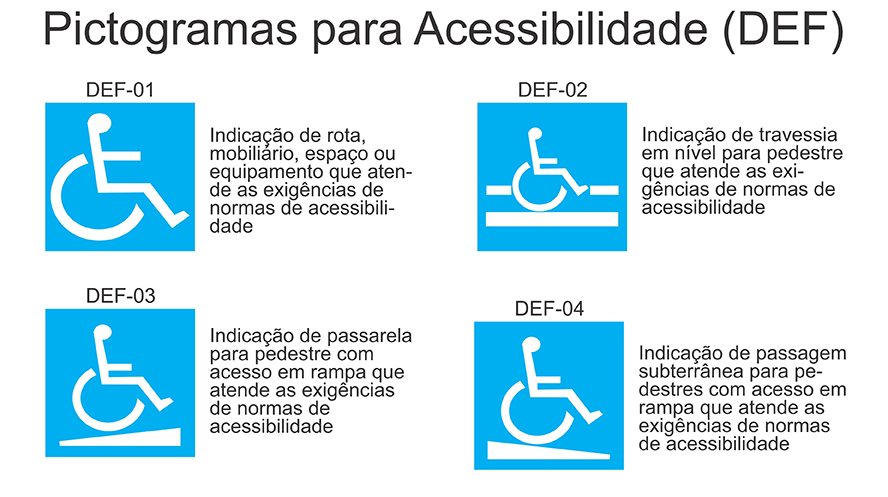 Pictogramas para Acessibilidade (DEF)
DEF-01
Indicação de rota,
mobiliário, espaço ou
equipamento que aten-
de as exigências de
normas de acessibili-
dade
DEF-02
Indicação de travessia
em nível para pedestre
que atende as exi-
gências de normas de
acessibilidade
DEF-03
Indicação de passarela
para pedestre com
acesso em rampa que
atende as exigências
de normas de
acessibilidade
DEF-04
Indicação de passagem
subterrânea para pe-
destres com acesso em
rampa que atende as
exigências de normas
de acessibilidade